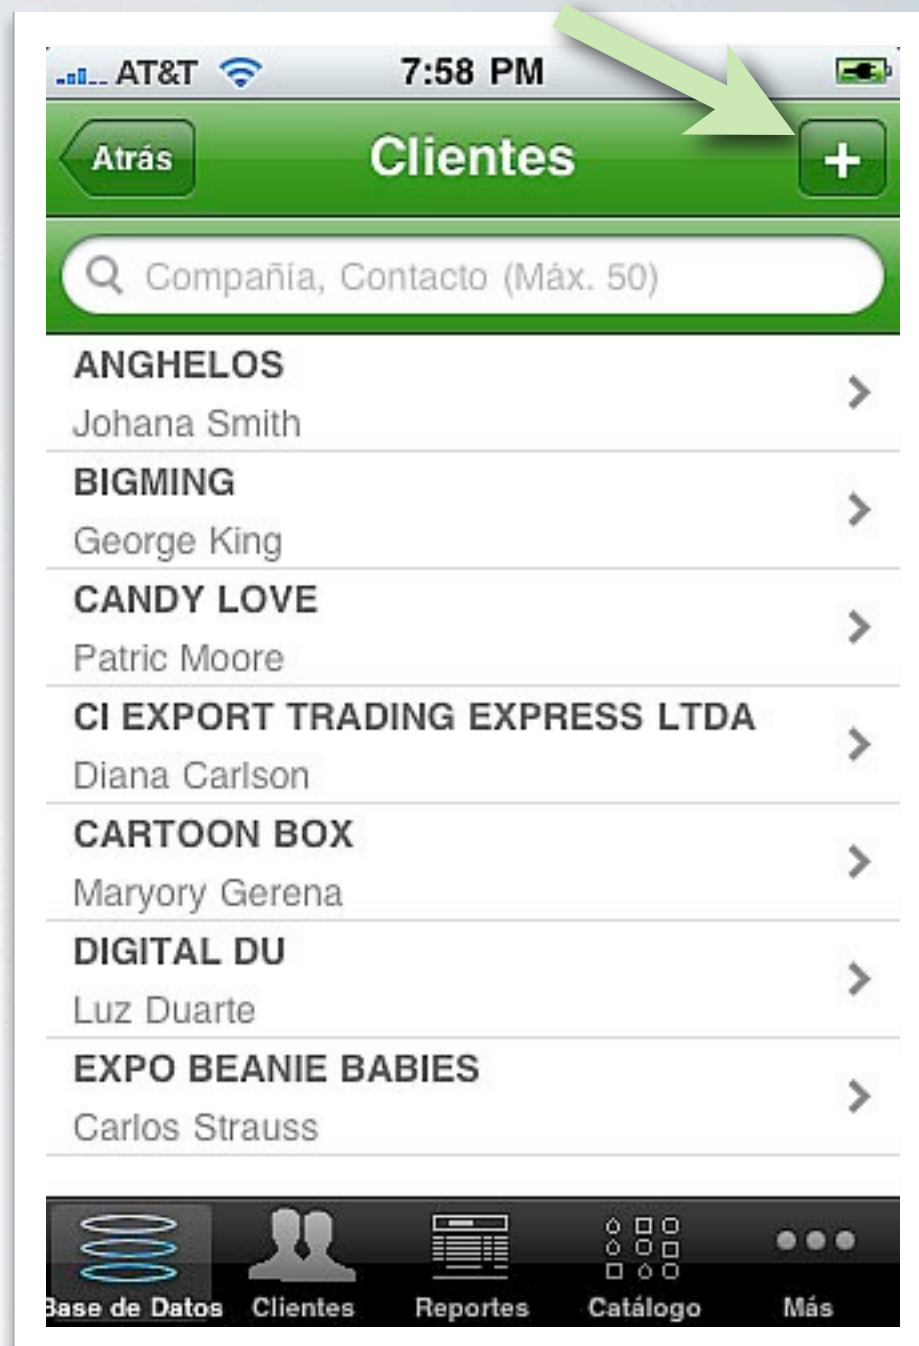 AT&T 7:58 PM
Atrás Clientes +
Compañía, Contacto (Máx. 50)
ANGHELOS
Johana Smith
BIGMING
George King
CANDY LOVE
Patric Moore
CI EXPORT TRADING EXPRESS LTDA
Diana Carlson
CARTOON BOX
Maryory Gerena
DIGITAL DU
Luz Duarte
EXPO BEANIE BABIES
Carlos Strauss
Base de Datos Clientes Reportes Catálogo Más